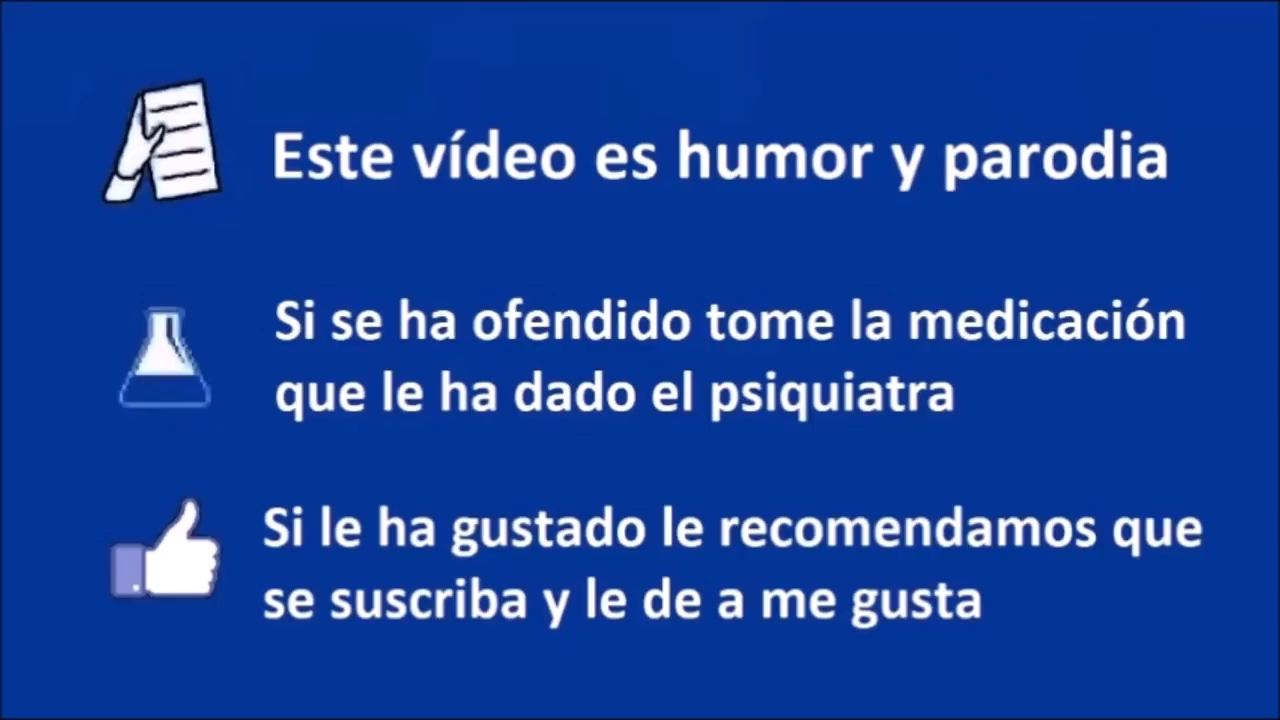 Este vídeo es humor y parodia
Si se ha ofendido tome la medicación
que le ha dado el psiquiatra
Si le ha gustado le recomendamos que
se suscriba y le de a me gusta